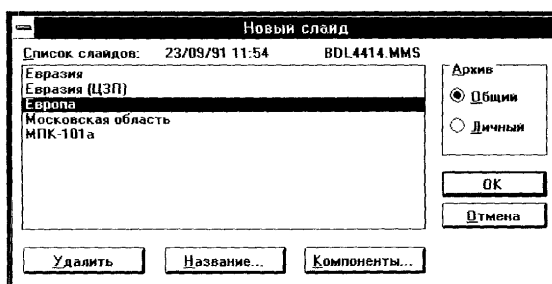 Новый слайд
Список слайдов: 23/09/91 11:54 BDL4414.MMS
Евразия
Евразия (ЦЗП)
Европа
Московская область
МПК-101а
Архив
Общий
Личный
OK
Отмена
Удалить Название... Компоненты...